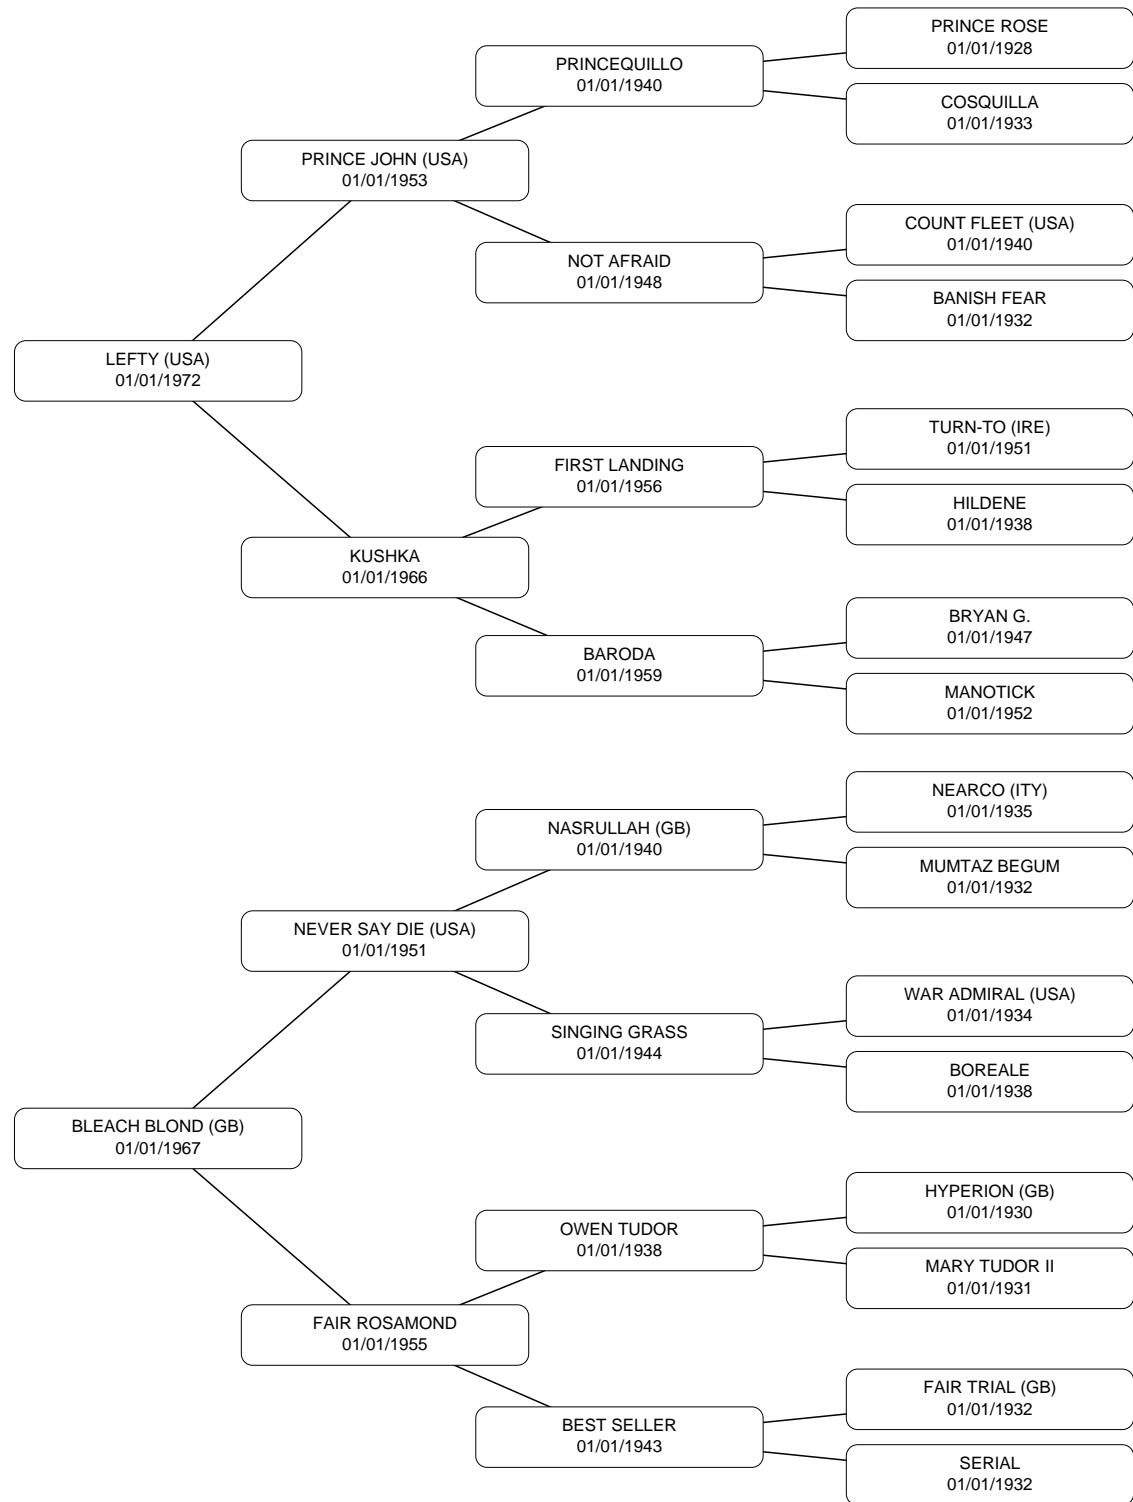 PRINCE ROSE
01/01/1928
PRINCEQUILLO
01/01/1940
COSQUILLA
01/01/1933
PRINCE JOHN (USA)
01/01/1953
COUNT FLEET (USA)
01/01/1940
NOT AFRAID
01/01/1948
BANISH FEAR
01/01/1932
LEFTY (USA)
01/01/1972
TURN-TO (IRE)
01/01/1951
FIRST LANDING
01/01/1956
HILDENE
01/01/1938
KUSHKA
01/01/1966
BRYAN G.
01/01/1947
BARODA
01/01/1959
MANOTICK
01/01/1952
NEARCO (ITY)
01/01/1935
NASRULLAH (GB)
01/01/1940
MUMTAZ BEGUM
01/01/1932
NEVER SAY DIE (USA)
01/01/1951
WAR ADMIRAL (USA)
01/01/1934
SINGING GRASS
01/01/1944
BOREALE
01/01/1938
BLEACH BLOND (GB)
01/01/1967
HYPERION (GB)
01/01/1930
OWEN TUDOR
01/01/1938
MARY TUDOR II
01/01/1931
FAIR ROSAMOND
01/01/1955
FAIR TRIAL (GB)
01/01/1932
BEST SELLER
01/01/1943
SERIAL
01/01/1932